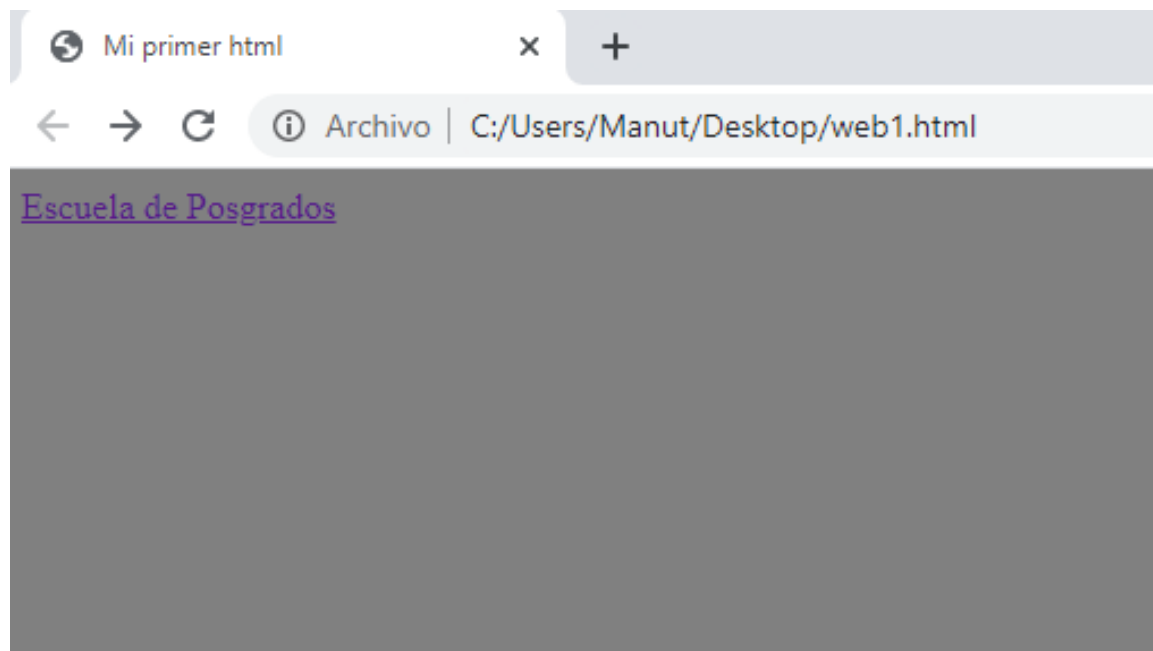 Mi primer html
Archivo C:/Users/Manut/Desktop/web1.html
Escuela de Posgrados